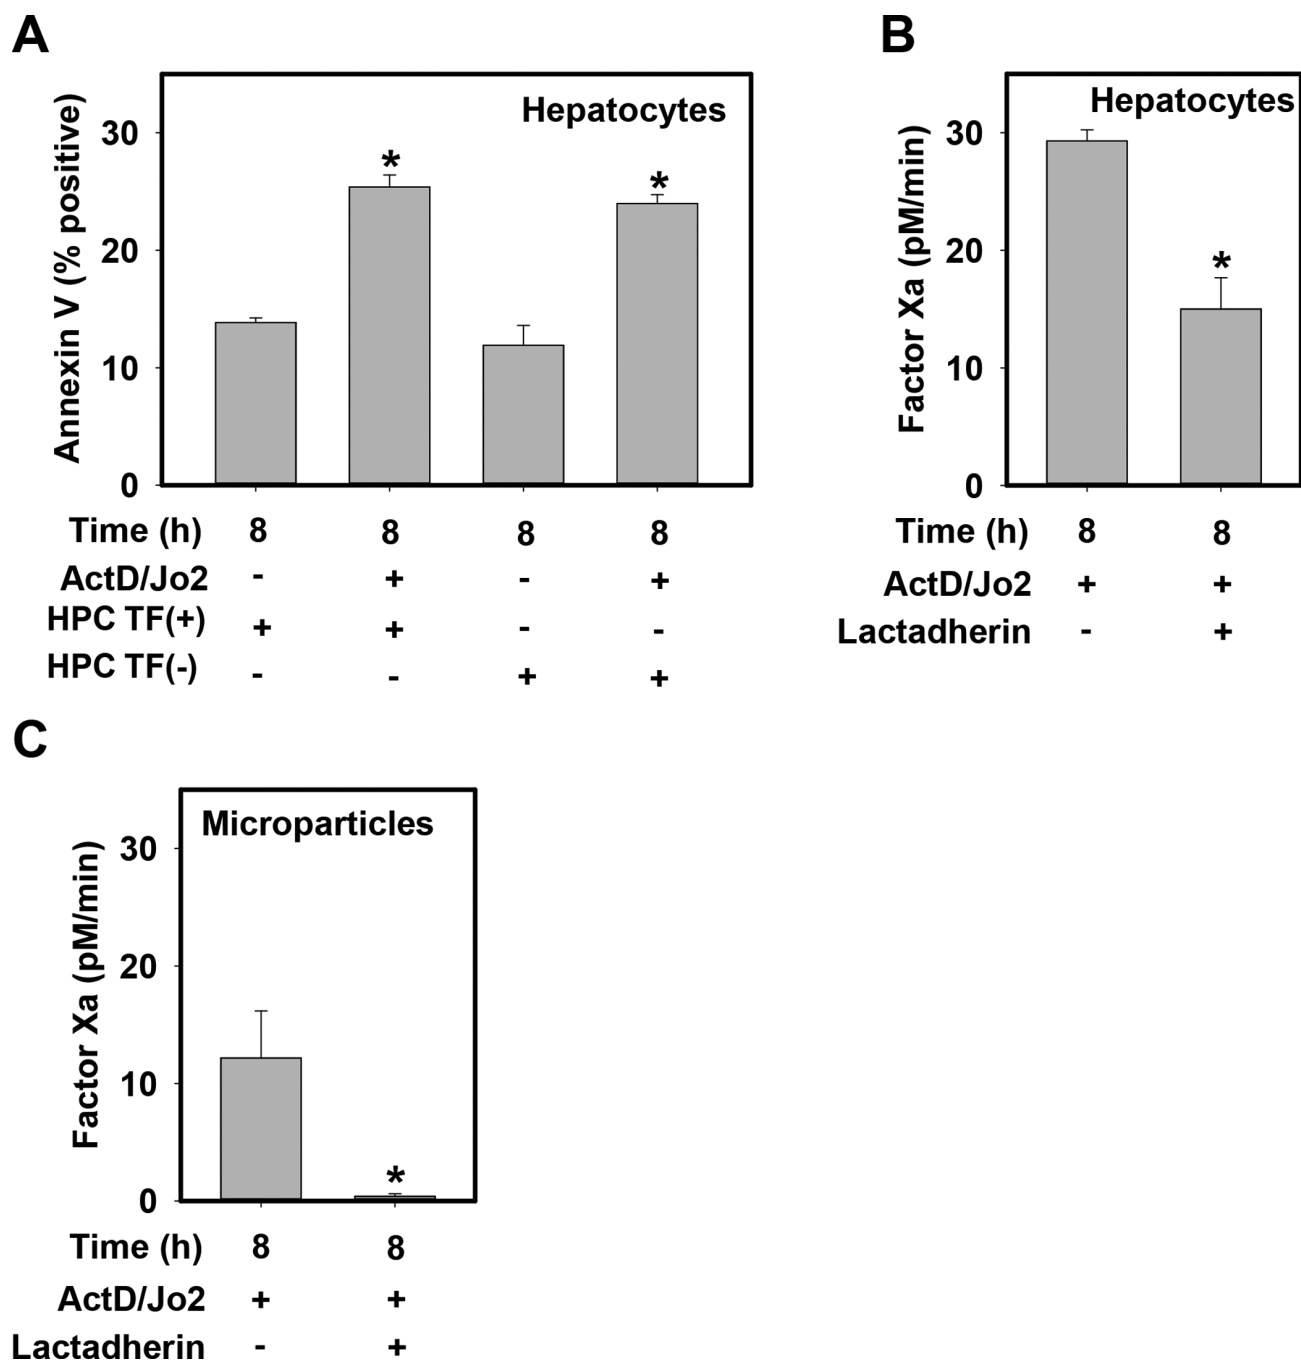 A
Hepatocytes
Annexin V (% positive)
30
20
10
0
*
*
Time (h) 8 8 8 8
ActD/Jo2 - + - +
HPC TF(+) + + - -
HPC TF(-) - - + +
B
Hepatocytes
Factor Xa (pM/min)
30
20
10
0
*
Time (h) 8 8
ActD/Jo2 + +
Lactadherin - +
C
Microparticles
Factor Xa (pM/min)
30
20
10
0
*
Time (h) 8 8
ActD/Jo2 + +
Lactadherin - +